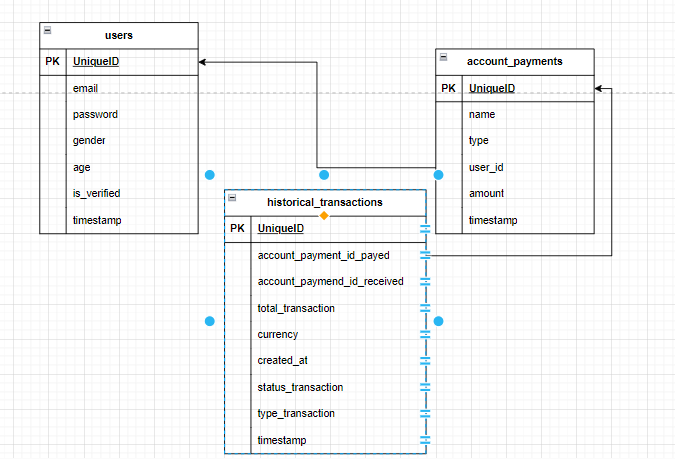 users
PK UniqueID
email
password
gender
age
is_verified
timestamp
account_payments
PK UniqueID
name
type
user_id
amount
timestamp
historical_transactions
PK UniqueID
account_payment_id_payed
account_paymend_id_received
total_transaction
currency
created_at
status_transaction
type_transaction
timestamp